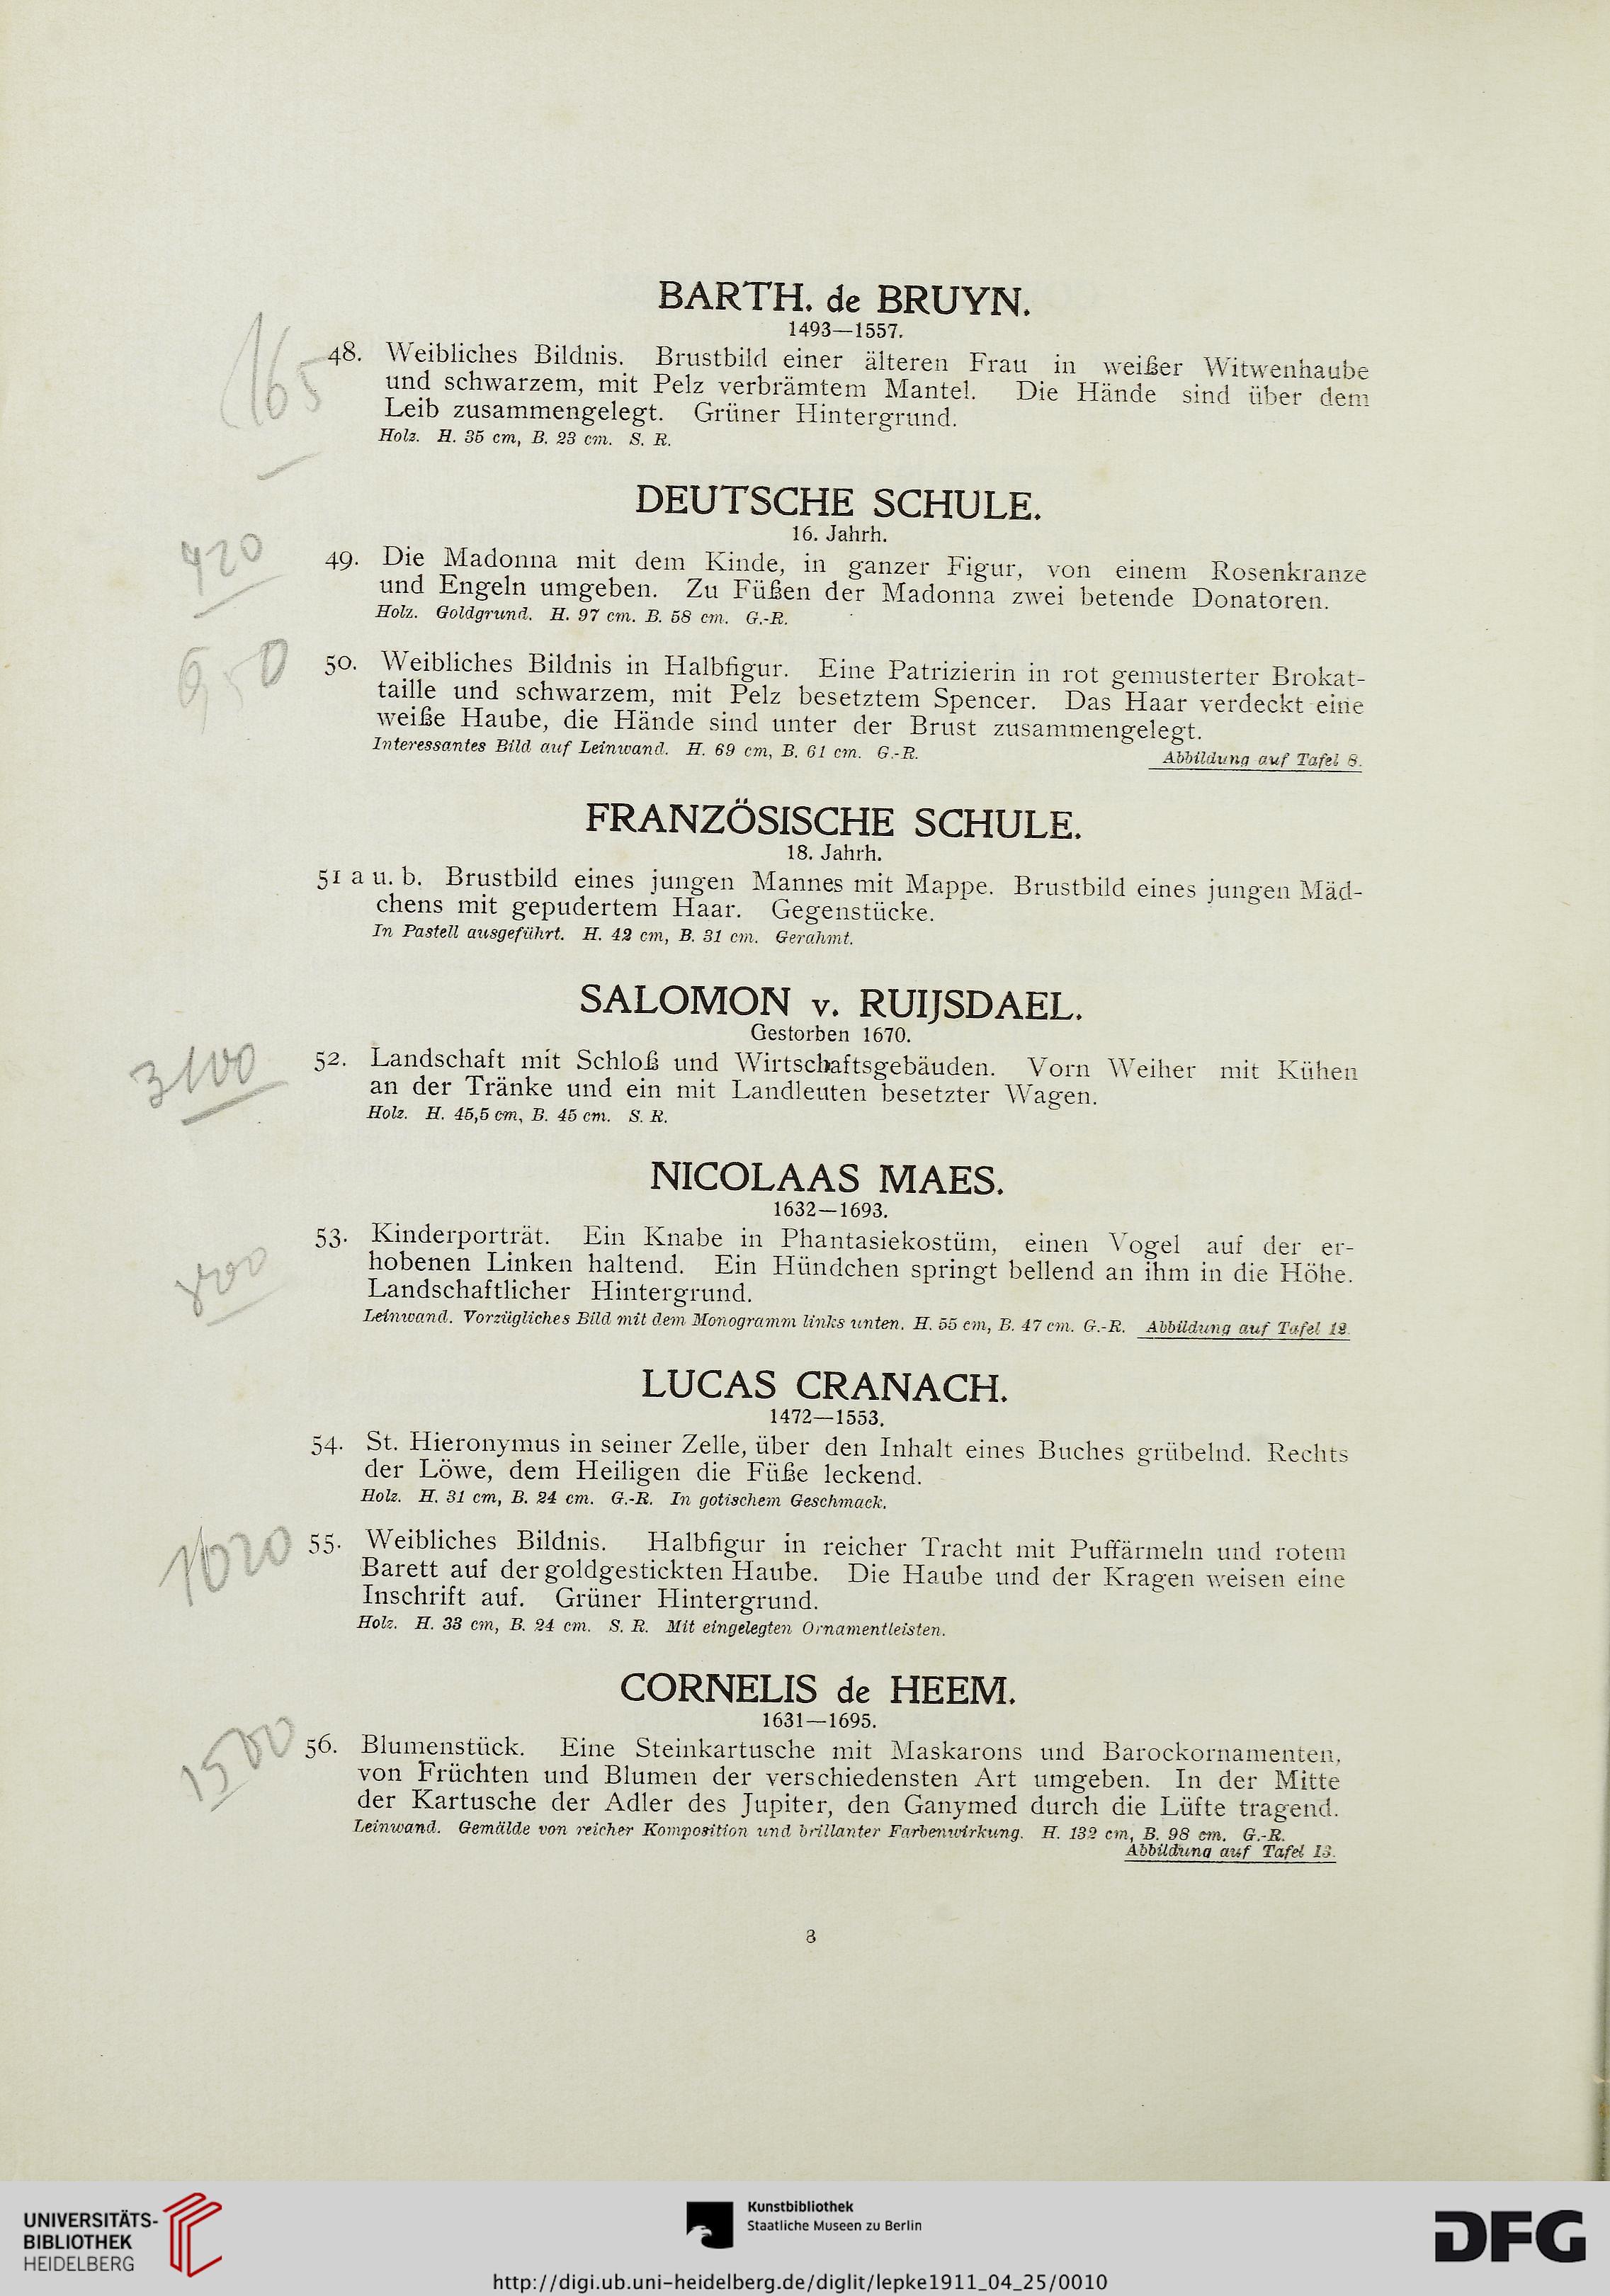 BARTH. de BRUYN.
1493—1557.
165
48. Weibliches Bildnis. Brustbild einer älteren Frau in weißer Witwenhaube
und schwarzem, mit Pelz verbrämtem Mantel. Die Hände sind über dem
Leib zusammengelegt. Grüner Hintergrund.
Holz. H. 35 cm, B. 23 cm. S. R.
DEUTSCHE SCHULE.
16. Jahrh.
420
49. Die Madonna mit dem Kinde, in ganzer Figur, von einem Rosenkranze
und Engeln umgeben. Zu Füßen der Madonna zwei betende Donatoren.
Holz. Goldgrund. H. 97 cm. B. 58 cm. G.-R.
50. Weibliches Bildnis in Halbfigur. Eine Patrizierin in rot gemusterter Brokat-
taille und schwarzem, mit Pelz besetztem Spencer. Das Haar verdeckt eine
weiße Haube, die Hände sind unter der Brust zusammengelegt.
Interessantes Bild auf Leinwand. H. 69 cm, B. 61 cm. G.-R. Abbildung auf Tafel 8.
FRANZÖSISCHE SCHULE.
18. Jahrh.
51 a u. b. Brustbild eines jungen Mannes mit Mappe. Brustbild eines jungen Mäd-
chens mit gepudertem Haar. Gegenstücke.
In Pastell ausgeführt. H. 42 cm, B. 31 cm. Gerahmt.
SALOMON v. RUIJSDAEL.
Gestorben 1670.
3100
52. Landschaft mit Schloß und Wirtschaftsgebäuden. Vorn Weiher mit Kühen
an der Tränke und ein mit Landleuten besetzter Wagen.
Holz. H. 45,5 cm, B. 45 cm. S. R.
NICOLAAS MAES.
1632—1693.
800
53. Kinderporträt. Ein Knabe in Phantasiekostüm, einen Vogel auf der er-
hobenen Linken haltend. Ein Hündchen springt bellend an ihm in die Höhe.
Landschaftlicher Hintergrund.
Leinwand. Vorzügliches Bild mit dem Monogramm links unten. H. 55 cm, B. 47 cm. G.-R. Abbildung auf Tafel 12.
LUCAS CRANACH.
1472—1553.
54. St. Hieronymus in seiner Zelle, über den Inhalt eines Buches grübelnd. Rechts
der Löwe, dem Heiligen die Füße leckend.
Holz. H. 31 cm, B. 24 cm. G.-R. In gotischem Geschmack.
1020
55. Weibliches Bildnis. Halbfigur in reicher Tracht mit Puffärmeln und rotem
Barett auf der goldgestickten Haube. Die Haube und der Kragen weisen eine
Inschrift auf. Grüner Hintergrund.
Holz. H. 33 cm, B. 24 cm. S. R. Mit eingelegten Ornamentleisten.
CORNELIS de HEEM.
1631—1695.
1500
56. Blumenstück. Eine Steinkartusche mit Maskarons und Barockornamenten,
von Früchten und Blumen der verschiedensten Art umgeben. In der Mitte
der Kartusche der Adler des Jupiter, den Ganymed durch die Lüfte tragend.
Leinwand. Gemälde von reicher Komposition und brillanter Farbenwirkung. H. 132 cm, B. 98 cm. G.-R.
Abbildung auf Tafel 13.
8
UNIVERSITÄTS-
BIBLIOTHEK
HEIDELBERG
Kunstbibliothek
Staatliche Museen zu Berlin
DFG
http://digi.ub.uni-heidelberg.de/diglit/lepke1911_04_25/0010